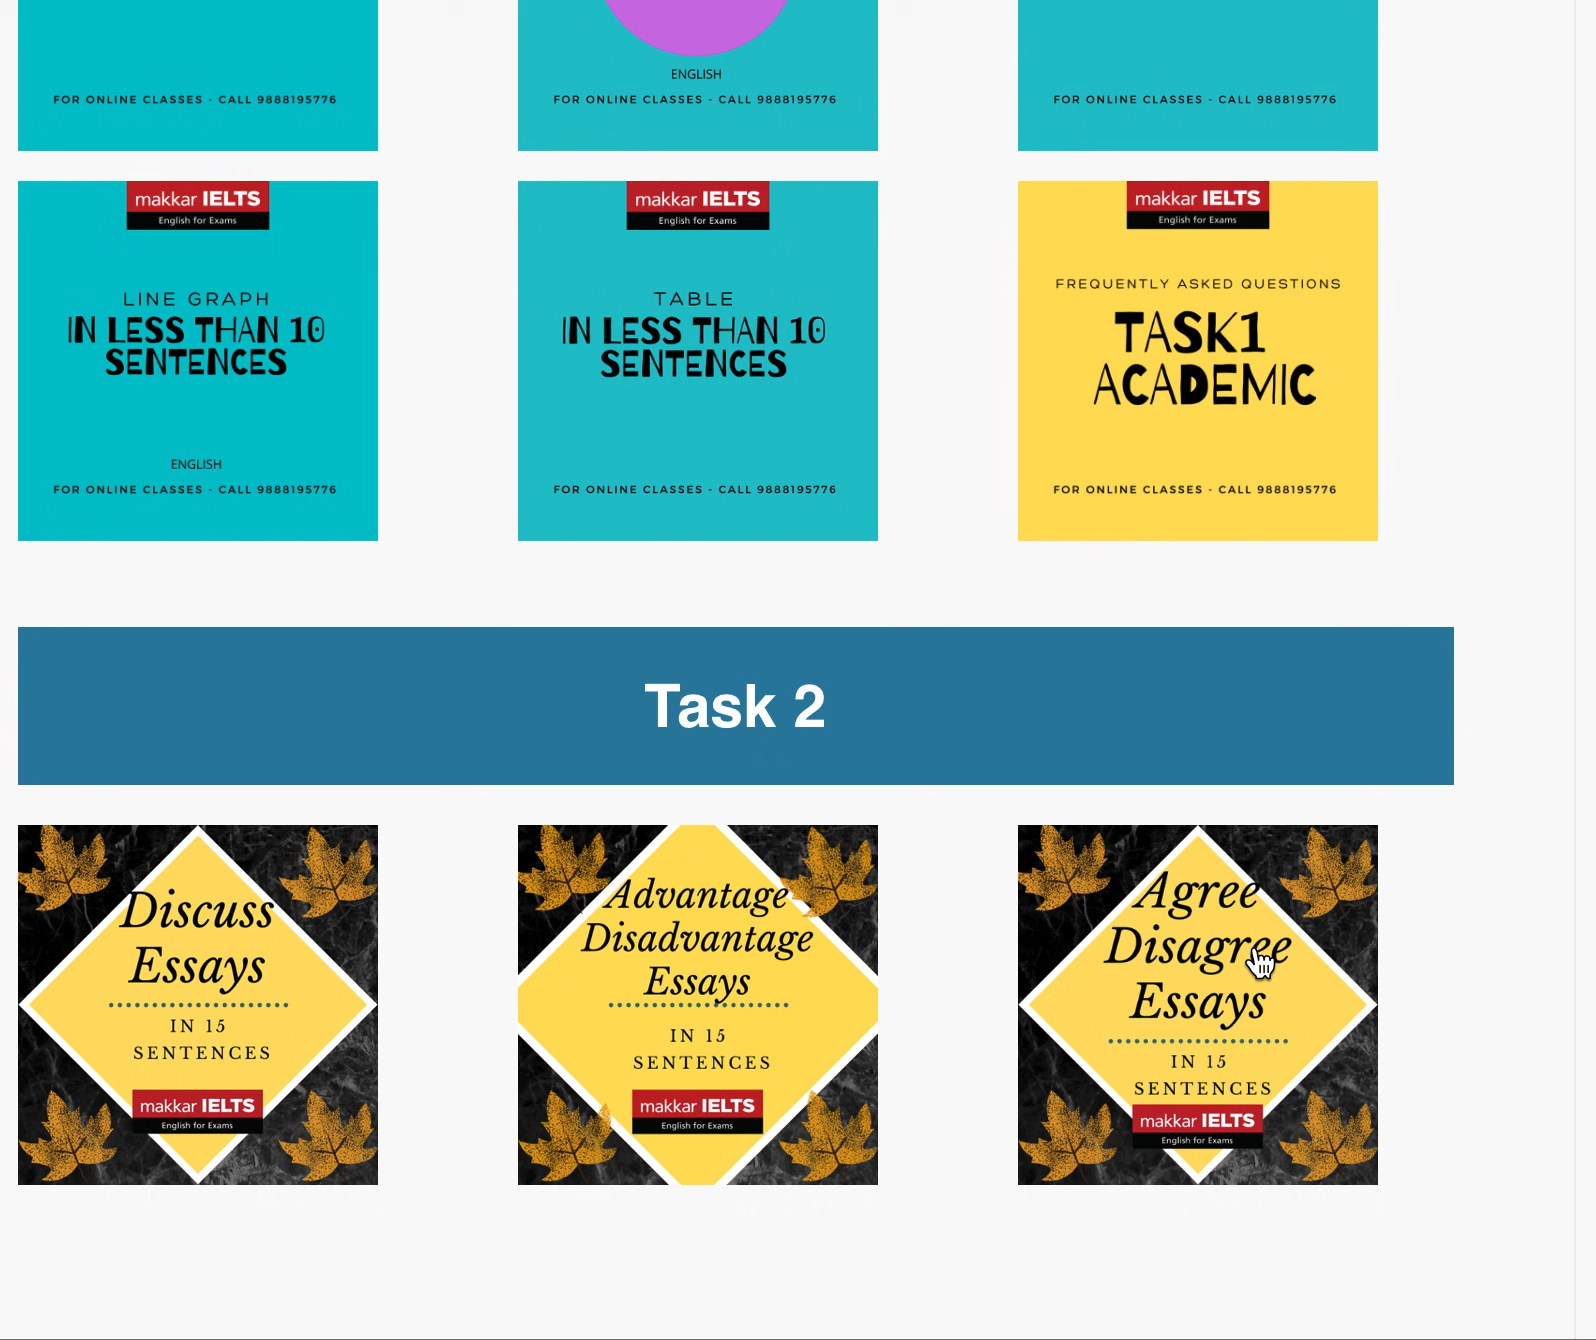 ENGLISH
FOR ONLINE CLASSES - CALL 9888195776
FOR ONLINE CLASSES - CALL 9888195776
FOR ONLINE CLASSES - CALL 9888195776
makkar IELTS
English for Exams
LINE GRAPH
IN LESS THAN 10
SENTENCES
ENGLISH
FOR ONLINE CLASSES - CALL 9888195776
makkar IELTS
English for Exams
TABLE
IN LESS THAN 10
SENTENCES
FOR ONLINE CLASSES - CALL 9888195776
makkar IELTS
English for Exams
FREQUENTLY ASKED QUESTIONS
TASK1
ACADEMIC
FOR ONLINE CLASSES - CALL 9888195776
Task 2
Discuss
Essays
IN 15
SENTENCES
makkar IELTS
English for Exams
Advantage
Disadvantage
Essays
IN 15
SENTENCES
makkar IELTS
English for Exams
Agree
Disagree
Essays
IN 15
SENTENCES
makkar IELTS
English for Exams